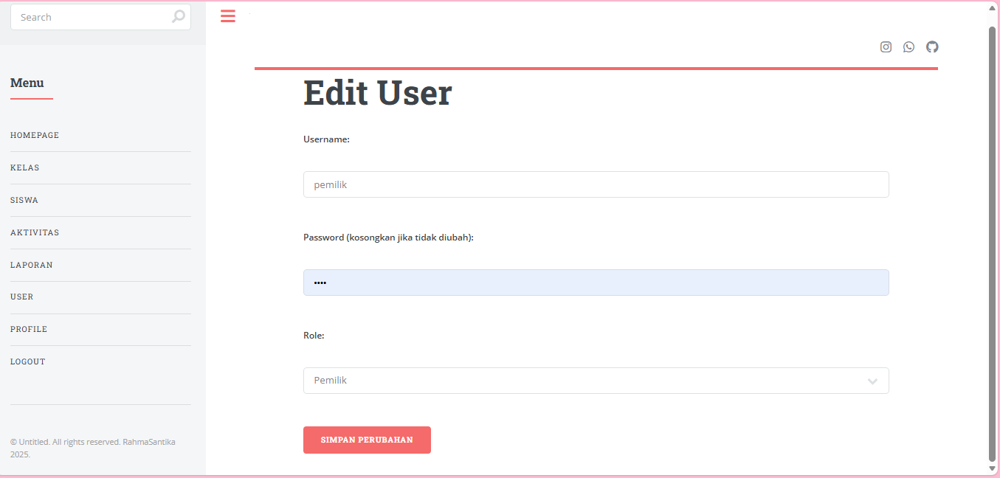 Search
Menu
HOMEPAGE
KELAS
SISWA
AKTIVITAS
LAPORAN
USER
PROFILE
LOGOUT
© Untitled. All rights reserved. RahmaSantika
2025.
Edit User
Username:
pemilik
Password (kosongkan jika tidak diubah):
••••
Role:
Pemilik
SIMPAN PERUBAHAN